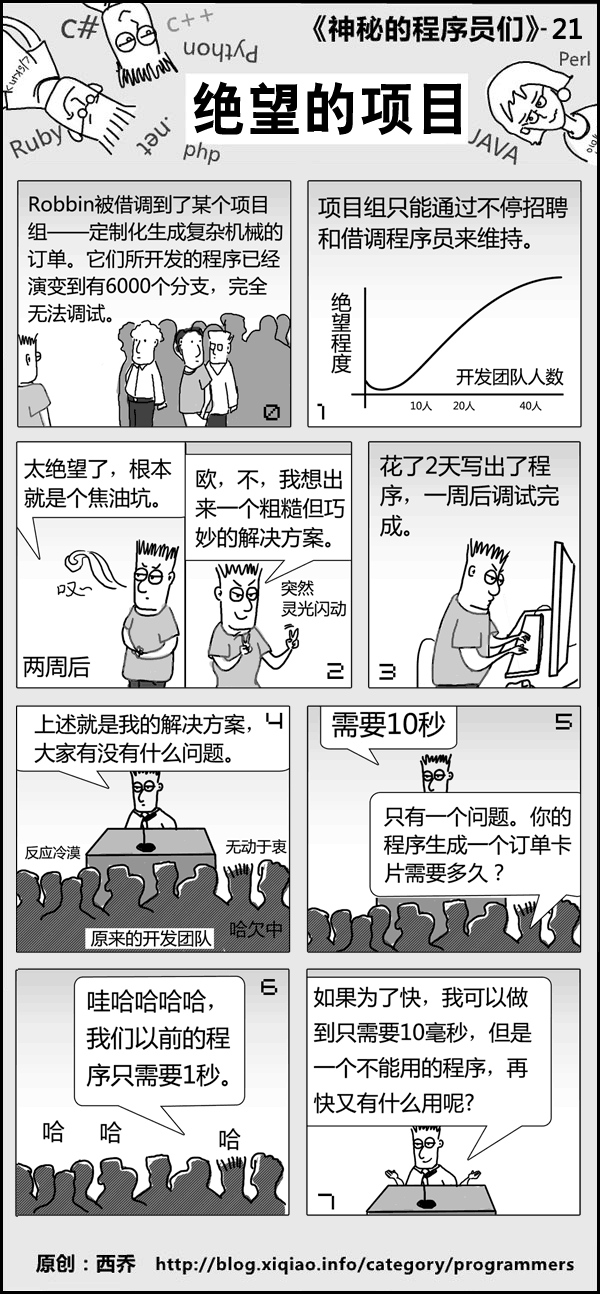 《神秘的程序员们》- 21
C#
C++
Python
Perl
Ruby
.net
php
JAVA
绝望的项目
Robbin被借调到了某个项目
组——定制化生成复杂机械的
订单。它们所开发的程序已经
演变到有6000个分支，完全
无法调试。
0
项目组只能通过不停招聘
和借调程序员来维持。
绝望程度
开发团队人数
10人 20人 40人
1
太绝望了，根本
就是个焦油坑。
哎~
两周后
欧，不，我想出
来一个粗糙但巧
妙的解决方案。
突然
灵光闪动
2
花了2天写出了程
序，一周后调试完
成。
3
上述就是我的解决方案，
大家有没有什么问题。
4
反应冷漠
无动于衷
哈欠中
原来的开发团队
需要10秒
5
只有一个问题。你的
程序生成一个订单卡
片需要多久？
6
哇哈哈哈哈，
我们以前的程
序只需要1秒。
哈 哈 哈
如果为了快，我可以做
到只需要10毫秒，但是
一个不能用的程序，再
快又有什么用呢?
7
原创：西乔 http://blog.xiqiao.info/category/programmers